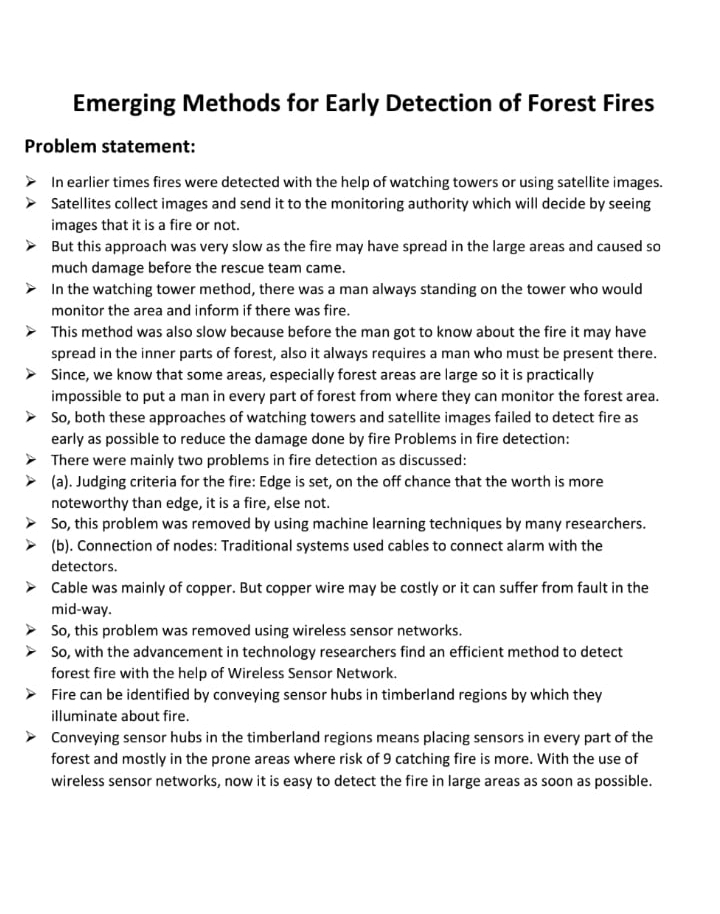 Emerging Methods for Early Detection of Forest Fires
Problem statement:
➢ In earlier times fires were detected with the help of watching towers or using satellite images.
➢ Satellites collect images and send it to the monitoring authority which will decide by seeing
images that it is a fire or not.
➢ But this approach was very slow as the fire may have spread in the large areas and caused so
much damage before the rescue team came.
➢ In the watching tower method, there was a man always standing on the tower who would
monitor the area and inform if there was fire.
➢ This method was also slow because before the man got to know about the fire it may have
spread in the inner parts of forest, also it always requires a man who must be present there.
➢ Since, we know that some areas, especially forest areas are large so it is practically
impossible to put a man in every part of forest from where they can monitor the forest area.
➢ So, both these approaches of watching towers and satellite images failed to detect fire as
early as possible to reduce the damage done by fire Problems in fire detection:
➢ There were mainly two problems in fire detection as discussed:
➢ (a). Judging criteria for the fire: Edge is set, on the off chance that the worth is more
noteworthy than edge, it is a fire, else not.
➢ So, this problem was removed by using machine learning techniques by many researchers.
➢ (b). Connection of nodes: Traditional systems used cables to connect alarm with the
detectors.
➢ Cable was mainly of copper. But copper wire may be costly or it can suffer from fault in the
mid-way.
➢ So, this problem was removed using wireless sensor networks.
➢ So, with the advancement in technology researchers find an efficient method to detect
forest fire with the help of Wireless Sensor Network.
➢ Fire can be identified by conveying sensor hubs in timberland regions by which they
illuminate about fire.
➢ Conveying sensor hubs in the timberland regions means placing sensors in every part of the
forest and mostly in the prone areas where risk of 9 catching fire is more. With the use of
wireless sensor networks, now it is easy to detect the fire in large areas as soon as possible.